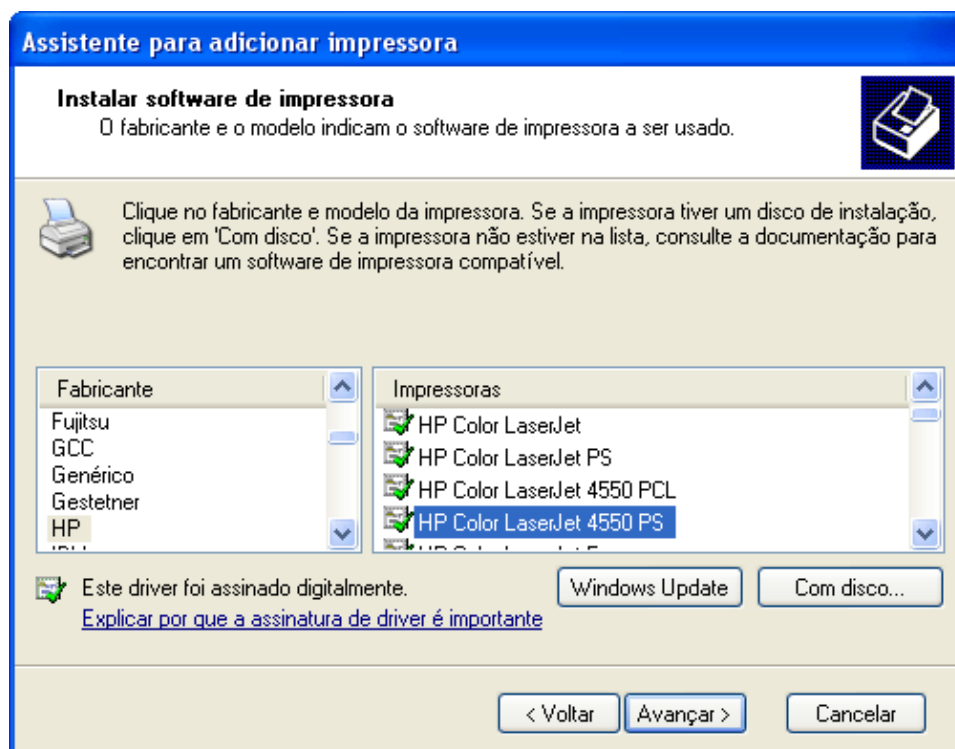 Assistente para adicionar impressora
Instalar software de impressora
O fabricante e o modelo indicam o software de impressora a ser usado.
Clique no fabricante e modelo da impressora. Se a impressora tiver um disco de instalação,
clique em 'Com disco'. Se a impressora não estiver na lista, consulte a documentação para
encontrar um software de impressora compatível.
Fabricante
Fujitsu
GCC
Genérico
Gestetner
HP
Impressoras
HP Color LaserJet
HP Color LaserJet PS
HP Color LaserJet 4550 PCL
HP Color LaserJet 4550 PS
Este driver foi assinado digitalmente.
Explicar por que a assinatura de driver é importante
Windows Update
Com disco...
< Voltar
Avançar >
Cancelar